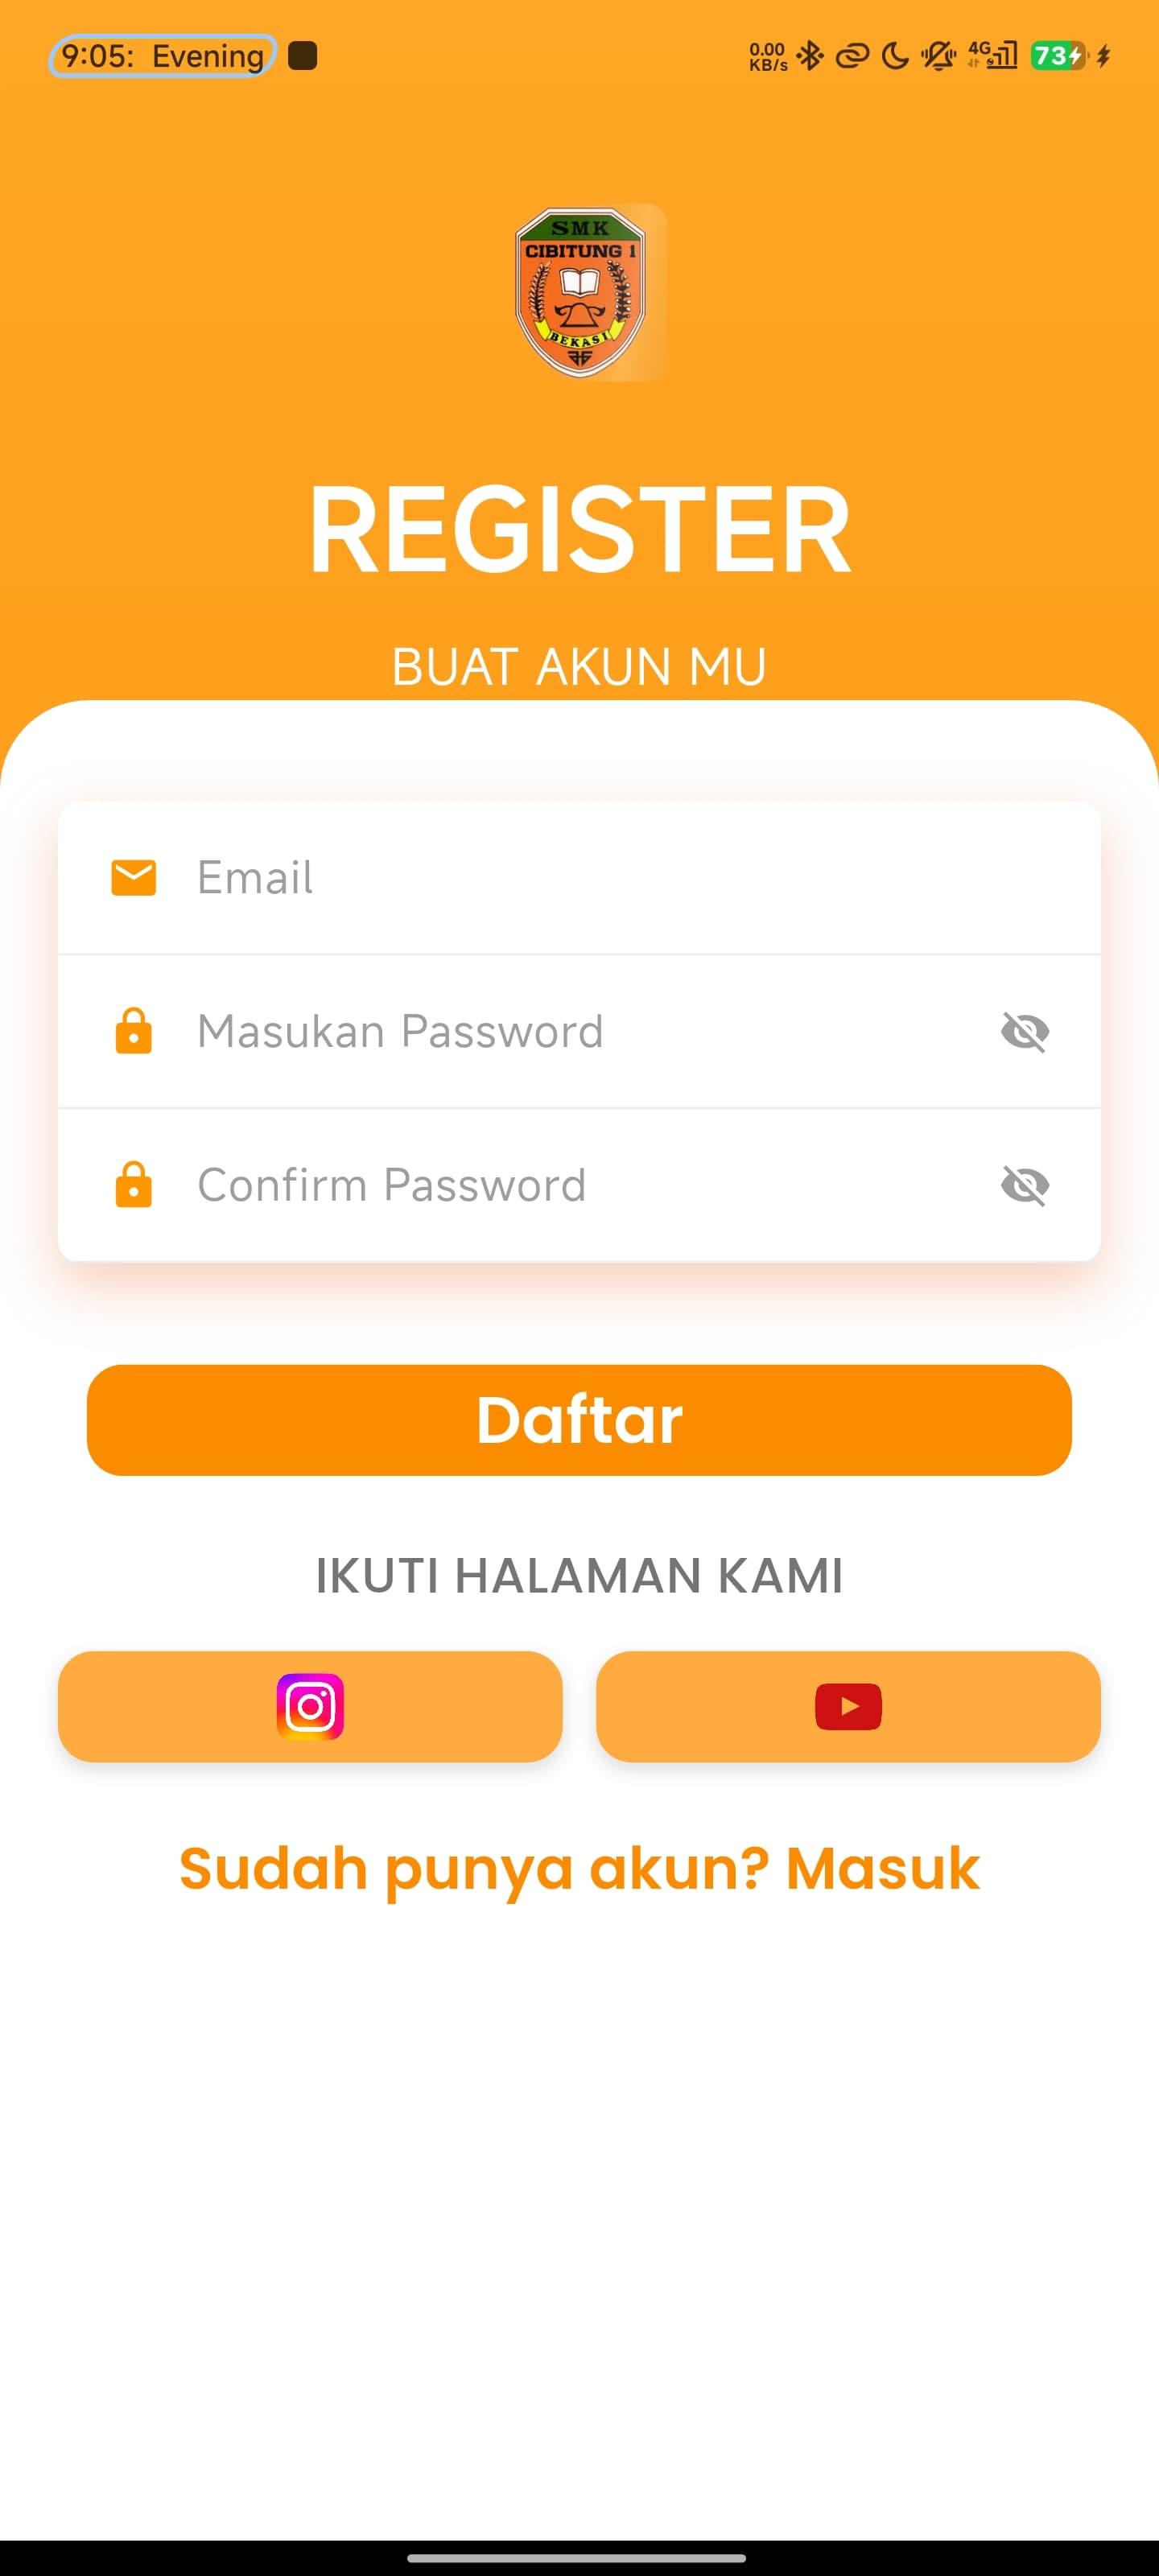 9:05: Evening
0.00
KB/s
4G
73
SMK
CIBITUNG 1
BEKASI
REGISTER
BUAT AKUN MU
Email
Masukan Password
Confirm Password
Daftar
IKUTI HALAMAN KAMI
Sudah punya akun? Masuk